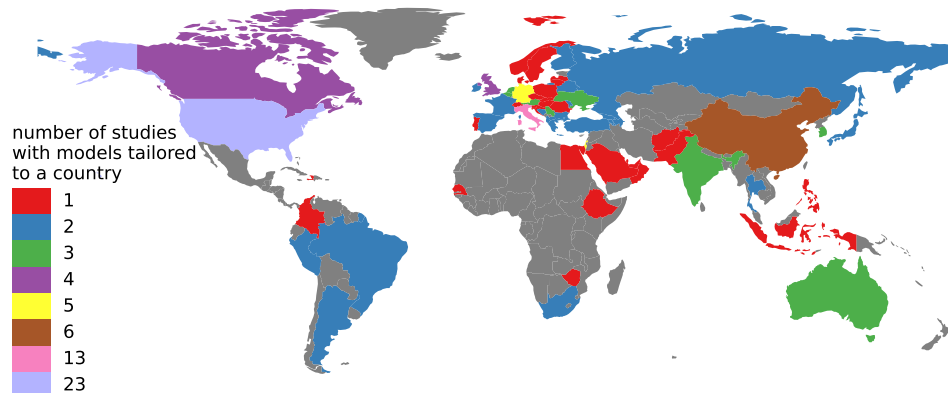 number of studies
with models tailored
to a country
1
2
3
4
5
6
13
23